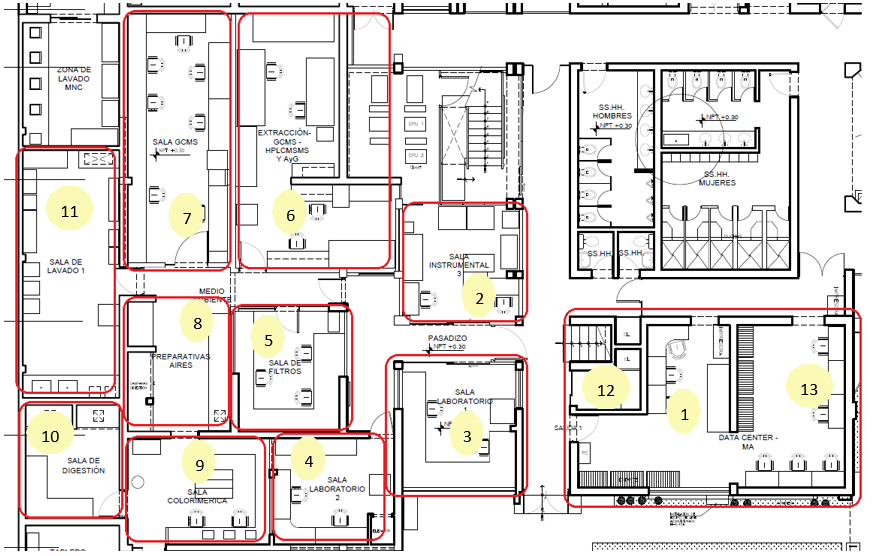 ZONA DE
LAVADO
MNC
SALA GCMS
NPT +0.30
7
EXTRACCIÓN-
GCMS -
HPLCMSMS
Y AyG
6
CPU 1
CPU 2
SS.HH.
HOMBRES
NPT +0.30
NPT +0.30
SS.HH.
MUJERES
11
SALA DE
LAVADO 1
SALA
INSTRUMENTAL
3
2
SS.HH.
SS.HH.
MEDIO
AMBIENTE
8
PREPARATIVAS
AIRES
5
SALA DE
FILTROS
PASADIZO
NPT +0.30
SALA
LABORATORIO
1
3
12
1
13
DATA CENTER -
MA
PC
10
SALA DE
DIGESTIÓN
9
SALA
COLORIMERICA
4
SALA
LABORATORIO
2